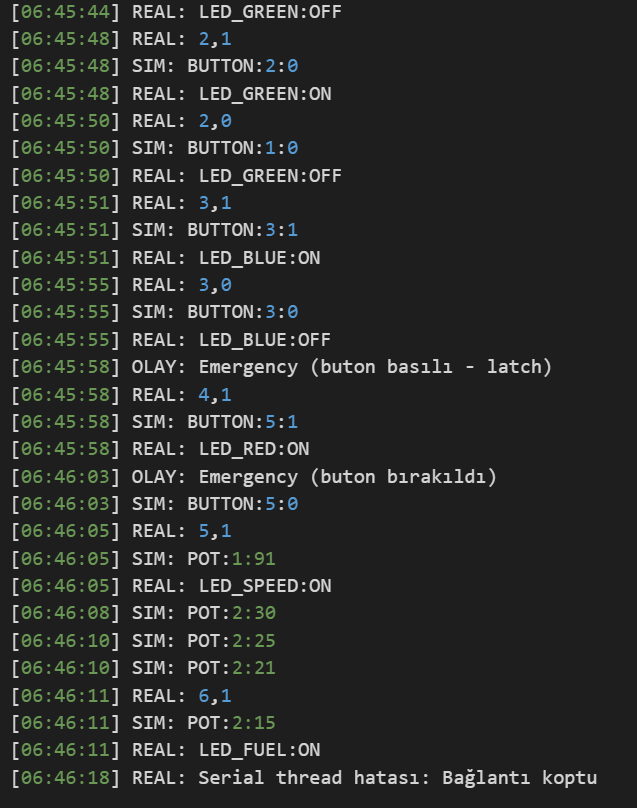 [06:45:44] REAL: LED_GREEN:OFF
[06:45:48] REAL: 2,1
[06:45:48] SIM: BUTTON:2:0
[06:45:48] REAL: LED_GREEN:ON
[06:45:50] REAL: 2,0
[06:45:50] SIM: BUTTON:1:0
[06:45:50] REAL: LED_GREEN:OFF
[06:45:51] REAL: 3,1
[06:45:51] SIM: BUTTON:3:1
[06:45:51] REAL: LED_BLUE:ON
[06:45:55] REAL: 3,0
[06:45:55] SIM: BUTTON:3:0
[06:45:55] REAL: LED_BLUE:OFF
[06:45:58] OLAY: Emergency (buton basılı - latch)
[06:45:58] REAL: 4,1
[06:45:58] SIM: BUTTON:5:1
[06:45:58] REAL: LED_RED:ON
[06:46:03] OLAY: Emergency (buton bırakıldı)
[06:46:03] SIM: BUTTON:5:0
[06:46:05] REAL: 5,1
[06:46:05] SIM: POT:1:91
[06:46:05] REAL: LED_SPEED:ON
[06:46:08] SIM: POT:2:30
[06:46:10] SIM: POT:2:25
[06:46:10] SIM: POT:2:21
[06:46:11] REAL: 6,1
[06:46:11] SIM: POT:2:15
[06:46:11] REAL: LED_FUEL:ON
[06:46:18] REAL: Serial thread hatası: Bağlantı koptu